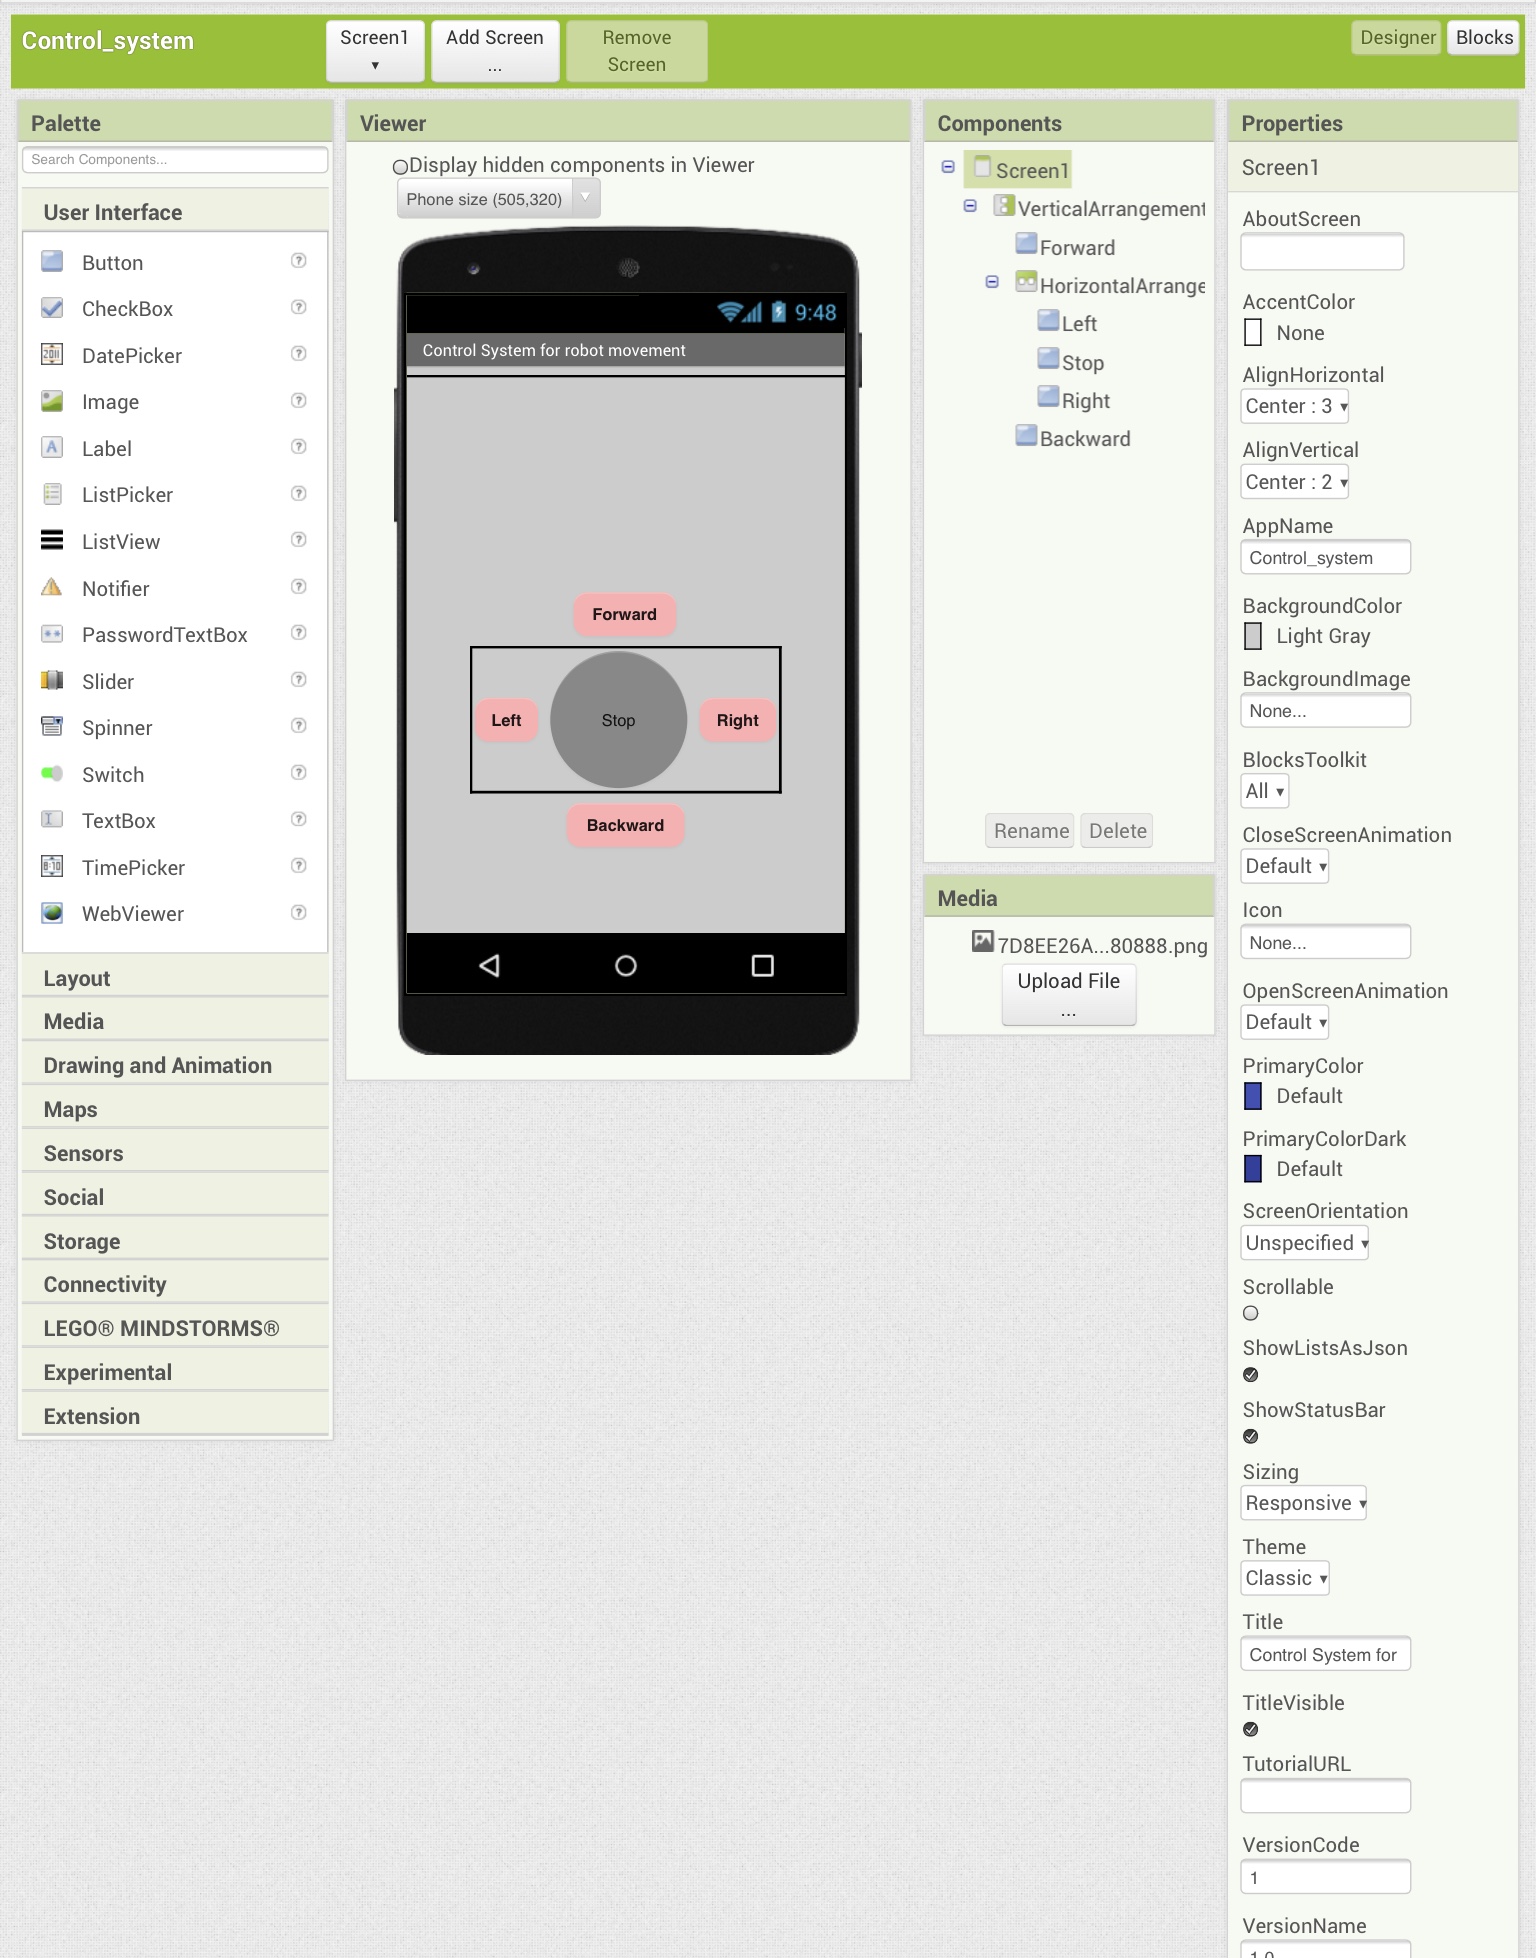 Control_system
Screen1
▾
Add Screen
...
Remove
Screen
Designer
Blocks
Palette
Search Components...
User Interface
Button
CheckBox
DatePicker
Image
Label
ListPicker
ListView
Notifier
PasswordTextBox
Slider
Spinner
Switch
TextBox
TimePicker
WebViewer
Layout
Media
Drawing and Animation
Maps
Sensors
Social
Storage
Connectivity
LEGO® MINDSTORMS®
Experimental
Extension
Viewer
Display hidden components in Viewer
Phone size (505,320)
9:48
Control System for robot movement
Forward
Left
Stop
Right
Backward
Components
Screen1
VerticalArrangement
Forward
HorizontalArrange
Left
Stop
Right
Backward
Rename
Delete
Media
7D8EE26A...80888.png
Upload File
...
Properties
Screen1
AboutScreen
AccentColor
None
AlignHorizontal
Center : 3 ▾
AlignVertical
Center : 2 ▾
AppName
Control_system
BackgroundColor
Light Gray
BackgroundImage
None...
BlocksToolkit
All ▾
CloseScreenAnimation
Default ▾
Icon
None...
OpenScreenAnimation
Default ▾
PrimaryColor
Default
PrimaryColorDark
Default
ScreenOrientation
Unspecified ▾
Scrollable
ShowListsAsJson
ShowStatusBar
Sizing
Responsive ▾
Theme
Classic ▾
Title
Control System for
TitleVisible
TutorialURL
VersionCode
1
VersionName
1.0